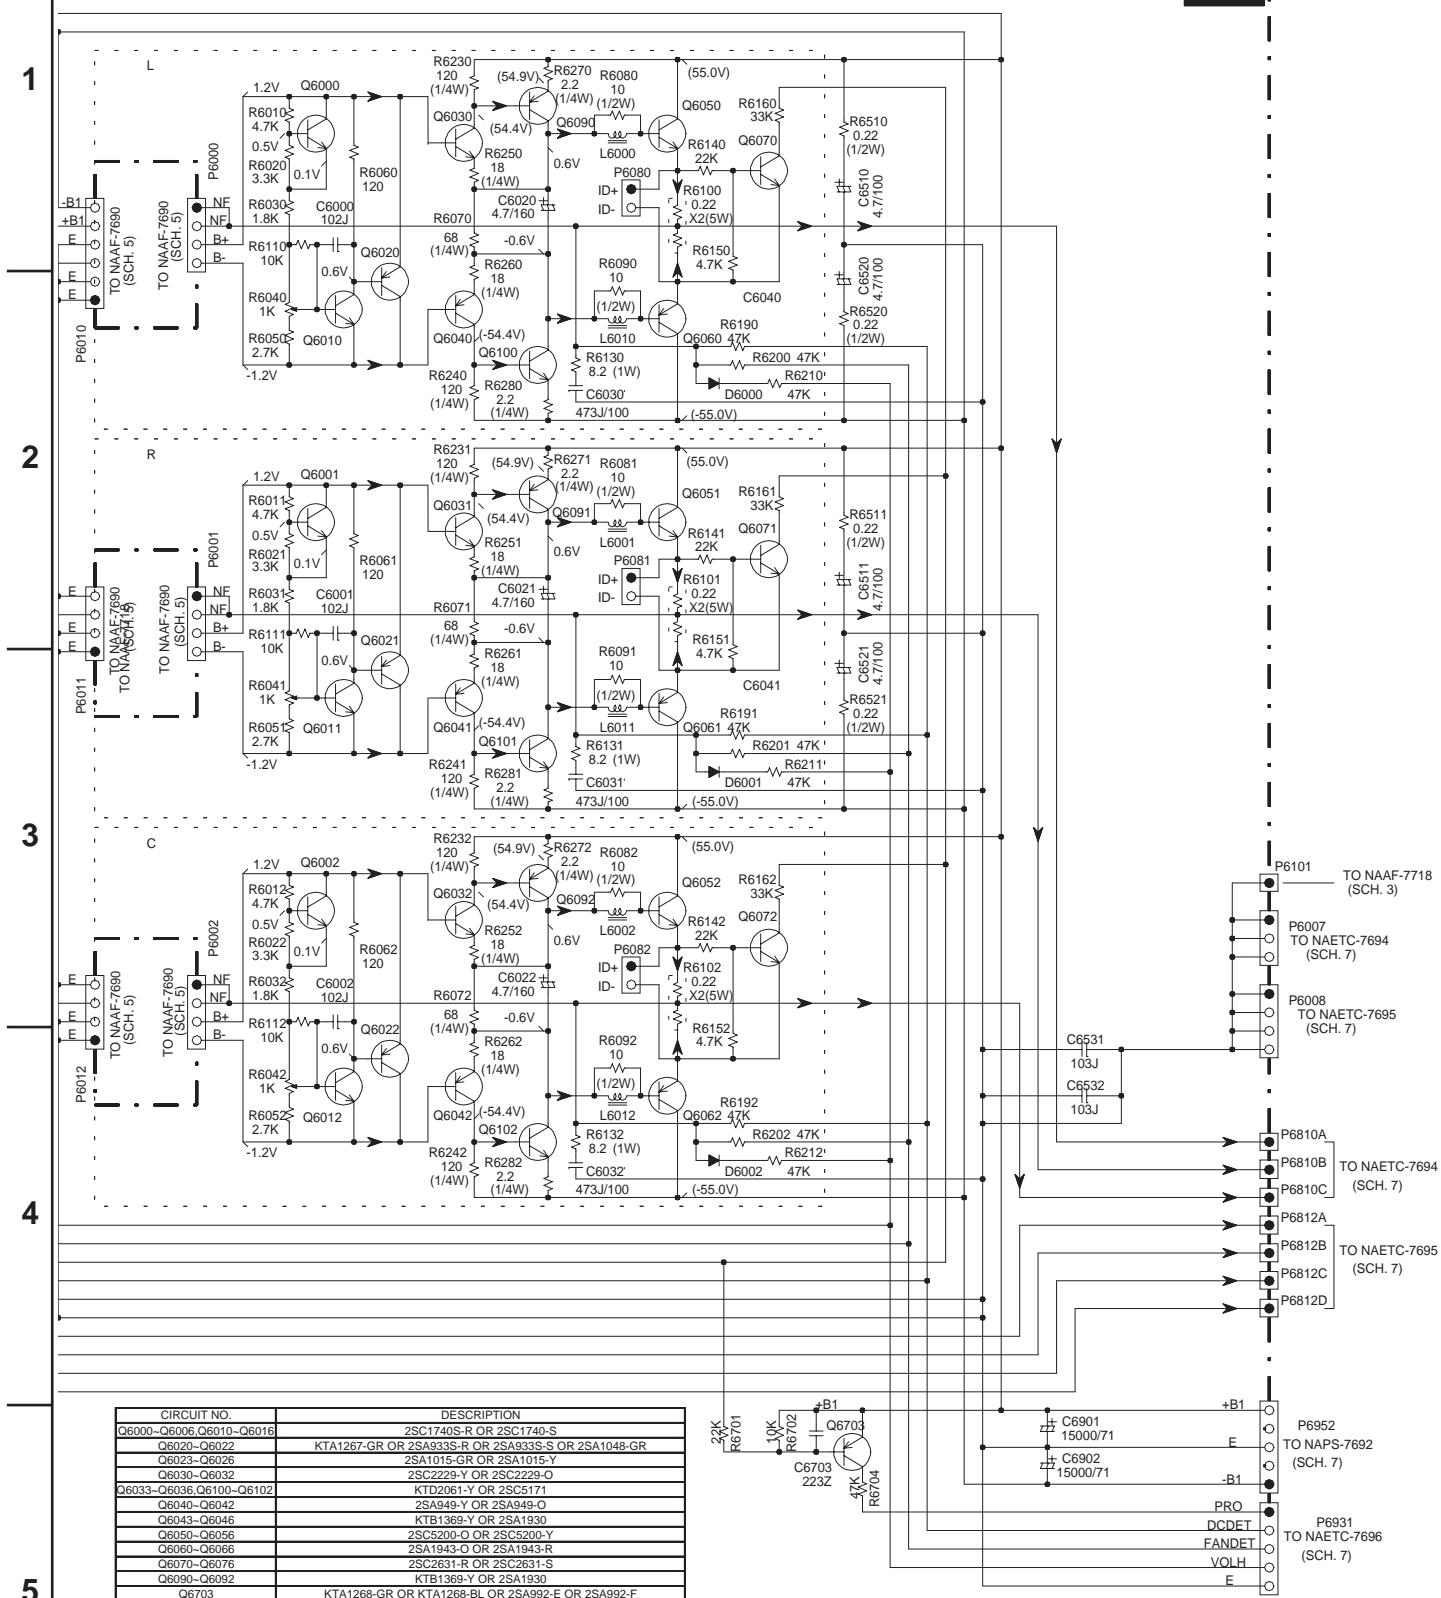 1
L
R6230
120
(1/4W)
(54.9V)
R6270
2.2
(1/4W)
R6080
10
(1/2W)
(55.0V)
1.2V
Q6000
R6010
4.7K
0.5V
R6020
3.3K
0.1V
R6060
120
Q6030
(54.4V)
Q6090
L6000
Q6050
R6160
33K
Q6070
R6140
22K
R6510
0.22
(1/2W)
P6000
R6250
18
(1/4W)
0.6V
P6080
ID+
ID-
R6100
0.22
X2(5W)
C6510
4.7/100
-B1
+B1
E
E
E
TO NAAF-7690
(SCH. 5)
TO NAAF-7690
(SCH. 5)
NF
NF
B+
B-
R6030
1.8K
C6000
102J
R6110
10K
0.6V
Q6020
R6070
68
(1/4W)
C6020
4.7/160
-0.6V
R6150
4.7K
R6260
18
(1/4W)
R6090
10
(1/2W)
C6040
C6520
4.7/100
R6520
0.22
(1/2W)
P6010
R6040
1K
R6050
2.7K
Q6010
-1.2V
Q6040
(-54.4V)
Q6100
L6010
Q6060
R6190
47K
R6200 47K
R6210
47K
R6240
120
(1/4W)
R6280
2.2
(1/4W)
R6130
8.2 (1W)
C6030
473J/100
D6000
(-55.0V)
2
R
R6231
120
(1/4W)
(54.9V)
R6271
2.2
(1/4W)
R6081
10
(1/2W)
(55.0V)
1.2V
Q6001
R6011
4.7K
0.5V
R6021
3.3K
0.1V
R6061
120
Q6031
(54.4V)
Q6091
L6001
Q6051
R6161
33K
Q6071
R6141
22K
R6511
0.22
(1/2W)
P6001
R6251
18
(1/4W)
0.6V
P6081
ID+
ID-
R6101
0.22
X2(5W)
C6511
4.7/100
E
E
E
TO NAAF-7690
(SCH. 5)
TO NAAF-7718
TO NAAF-7690
(SCH. 5)
NF
NF
B+
B-
R6031
1.8K
C6001
102J
R6111
10K
0.6V
Q6021
R6071
68
(1/4W)
C6021
4.7/160
-0.6V
R6151
4.7K
R6261
18
(1/4W)
R6091
10
(1/2W)
C6041
C6521
4.7/100
R6521
0.22
(1/2W)
P6011
R6041
1K
R6051
2.7K
Q6011
-1.2V
Q6041
(-54.4V)
Q6101
L6011
Q6061
R6191
47K
R6201 47K
R6211
47K
R6241
120
(1/4W)
R6281
2.2
(1/4W)
R6131
8.2 (1W)
C6031
473J/100
D6001
(-55.0V)
3
C
R6232
120
(1/4W)
(54.9V)
R6272
2.2
(1/4W)
R6082
10
(1/2W)
(55.0V)
1.2V
Q6002
R6012
4.7K
0.5V
R6022
3.3K
0.1V
R6062
120
Q6032
(54.4V)
Q6092
L6002
Q6052
R6162
33K
Q6072
R6142
22K
P6002
R6252
18
(1/4W)
0.6V
P6082
ID+
ID-
R6102
0.22
X2(5W)
E
E
E
TO NAAF-7690
(SCH. 5)
TO NAAF-7690
(SCH. 5)
NF
NF
B+
B-
R6032
1.8K
C6002
102J
R6112
10K
0.6V
Q6022
R6072
68
(1/4W)
C6022
4.7/160
-0.6V
R6152
4.7K
R6262
18
(1/4W)
R6092
10
(1/2W)
P6012
R6042
1K
R6052
2.7K
Q6012
-1.2V
Q6042
(-54.4V)
Q6102
L6012
Q6062
R6192
47K
R6202 47K
R6212
47K
R6242
120
(1/4W)
R6282
2.2
(1/4W)
R6132
8.2 (1W)
C6032
473J/100
D6002
(-55.0V)
P6101
TO NAAF-7718
(SCH. 3)
P6007
TO NAETC-7694
(SCH. 7)
P6008
TO NAETC-7695
(SCH. 7)
C6531
103J
C6532
103J
4
P6810A
P6810B
P6810C
TO NAETC-7694
(SCH. 7)
P6812A
P6812B
P6812C
P6812D
TO NAETC-7695
(SCH. 7)
5
CIRCUIT NO. DESCRIPTION
Q6000~Q6006,Q6010~Q6016 2SC1740S-R OR 2SC1740-S
Q6020~Q6022 KTA1267-GR OR 2SA933S-R OR 2SA933S-S OR 2SA1048-GR
Q6023~Q6026 2SA1015-GR OR 2SA1015-Y
Q6030~Q6032 2SC2229-Y OR 2SC2229-O
Q6033~Q6036,Q6100~Q6102 KTD2061-Y OR 2SC5171
Q6040~Q6042 2SA949-Y OR 2SA949-O
Q6043~Q6046 KTB1369-Y OR 2SA1930
Q6050~Q6056 2SC5200-O OR 2SC5200-Y
Q6060~Q6066 2SA1943-O OR 2SA1943-R
Q6070~Q6076 2SC2631-R OR 2SC2631-S
Q6090~Q6092 KTB1369-Y OR 2SA1930
Q6703 KTA1268-GR OR KTA1268-BL OR 2SA992-E OR 2SA992-F
22K
R6701
10K
R6702
+B1
Q6703
C6703
223Z
47K
R6704
C6901
15000/71
C6902
15000/71
+B1
E
-B1
P6952
TO NAPS-7692
(SCH. 7)
PRO
DCDET
FANDET
VOLH
E
P6931
TO NAETC-7696
(SCH. 7)